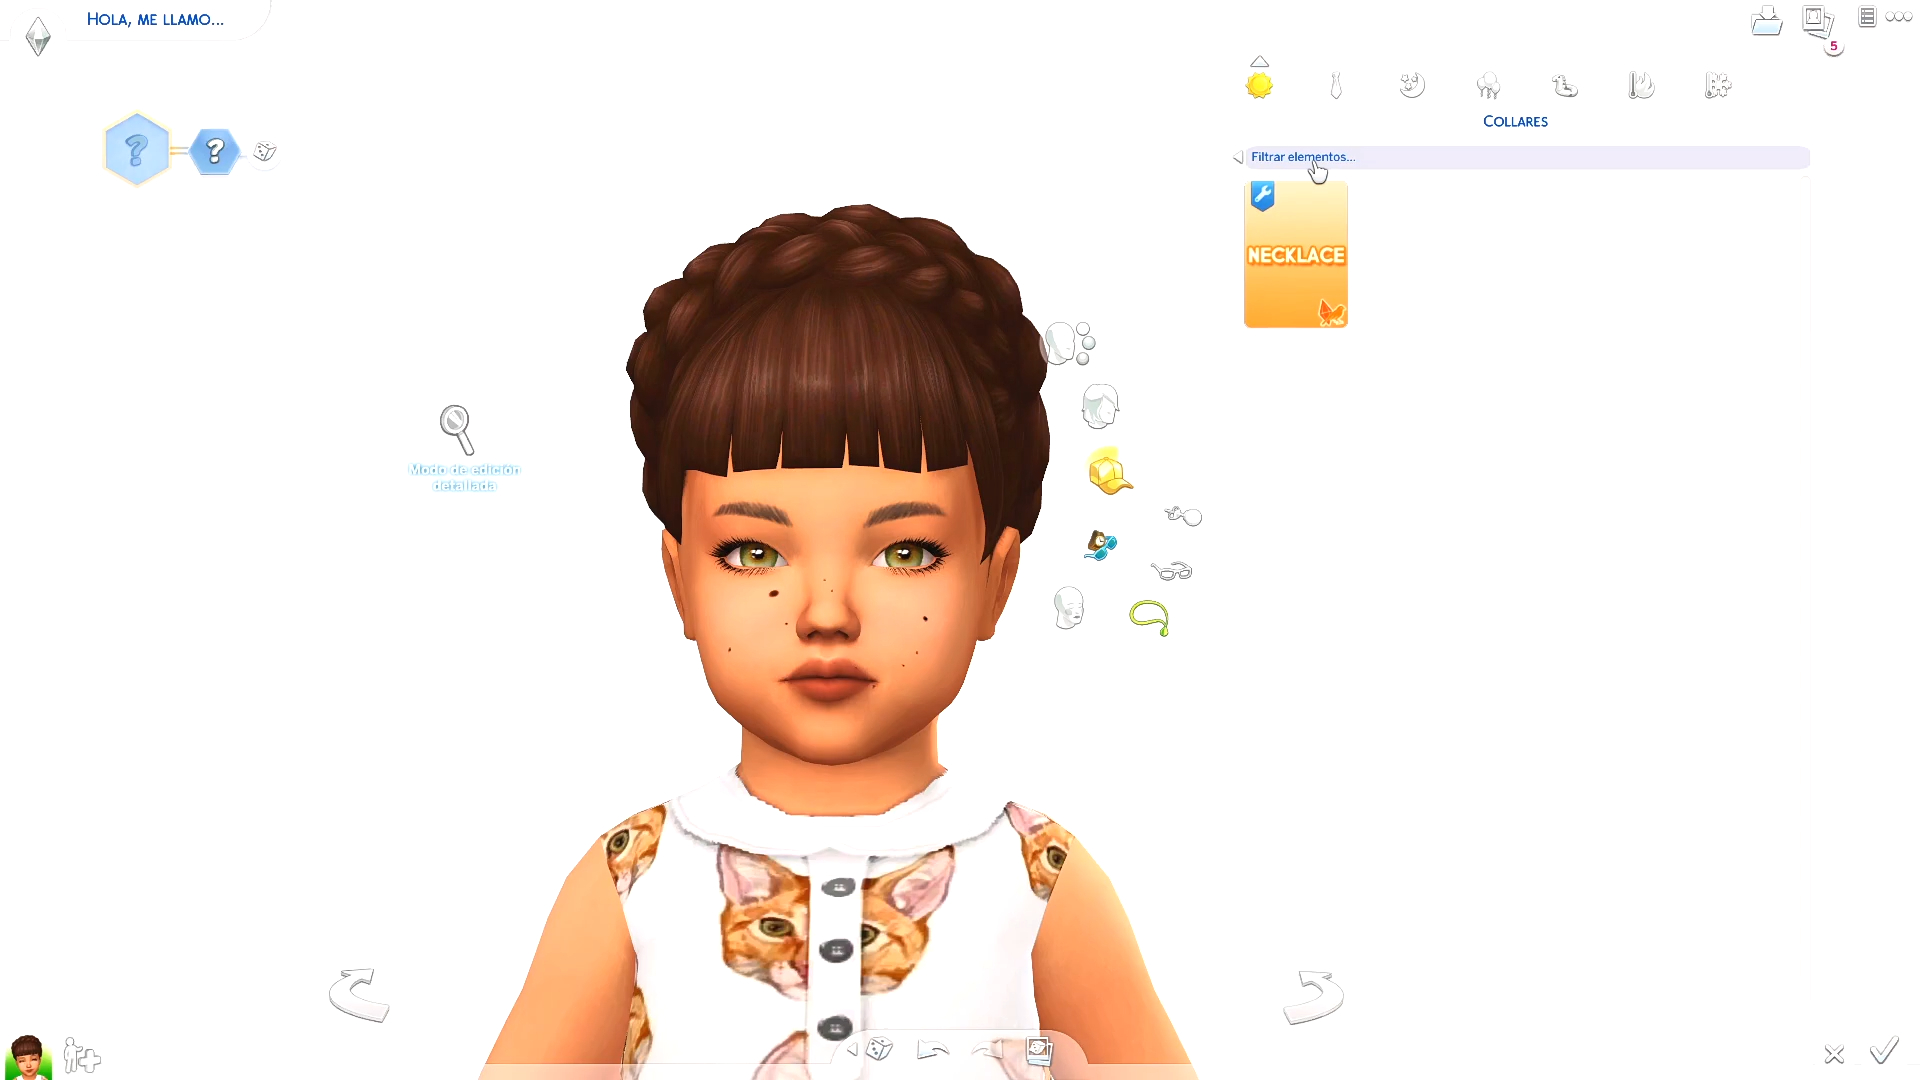 Hola, me llamo...
5
Collares
Filtrar elementos...
NECKLACE
?
?
Modo de edición
detallada